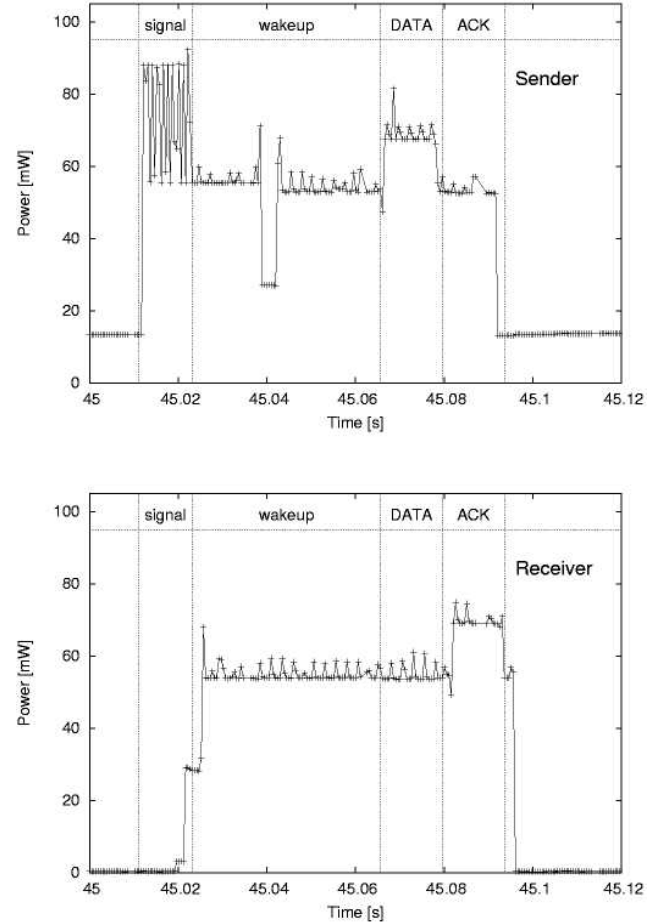 signal wakeup DATA ACK
100
Sender
80
60
40
20
0
Power [mW]
45 45.02 45.04 45.06 45.08 45.1 45.12
Time [s]
signal wakeup DATA ACK
100
Receiver
80
60
40
20
0
Power [mW]
45 45.02 45.04 45.06 45.08 45.1 45.12
Time [s]